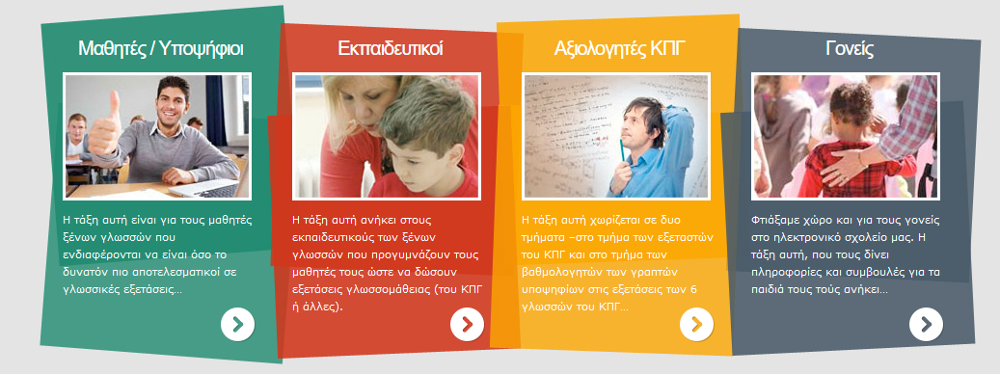 Μαθητές / Υποψήφιοι
Η τάξη αυτή είναι για τους μαθητές
ξένων γλωσσών που
ενδιαφέρονται να είναι όσο το
δυνατόν πιο αποτελεσματικοί σε
γλωσσικές εξετάσεις...
Εκπαιδευτικοί
Η τάξη αυτή ανήκει στους
εκπαιδευτικούς των ξένων
γλωσσών που προγυμνάζουν τους
μαθητές τους ώστε να δώσουν
εξετάσεις γλωσσομάθειας (του ΚΠΓ
ή άλλες).
Αξιολογητές ΚΠΓ
Η τάξη αυτή χωρίζεται σε δυο
τμήματα –στο τμήμα των εξεταστών
του ΚΠΓ και στο τμήμα των
βαθμολογητών των γραπτών
υποψηφίων στις εξετάσεις των 6
γλωσσών του ΚΠΓ...
Γονείς
Φτιάξαμε χώρο και για τους γονείς
στο ηλεκτρονικό σχολείο μας. Η
τάξη αυτή, που τους δίνει
πληροφορίες και συμβουλές για τα
παιδιά τους τούς ανήκει...